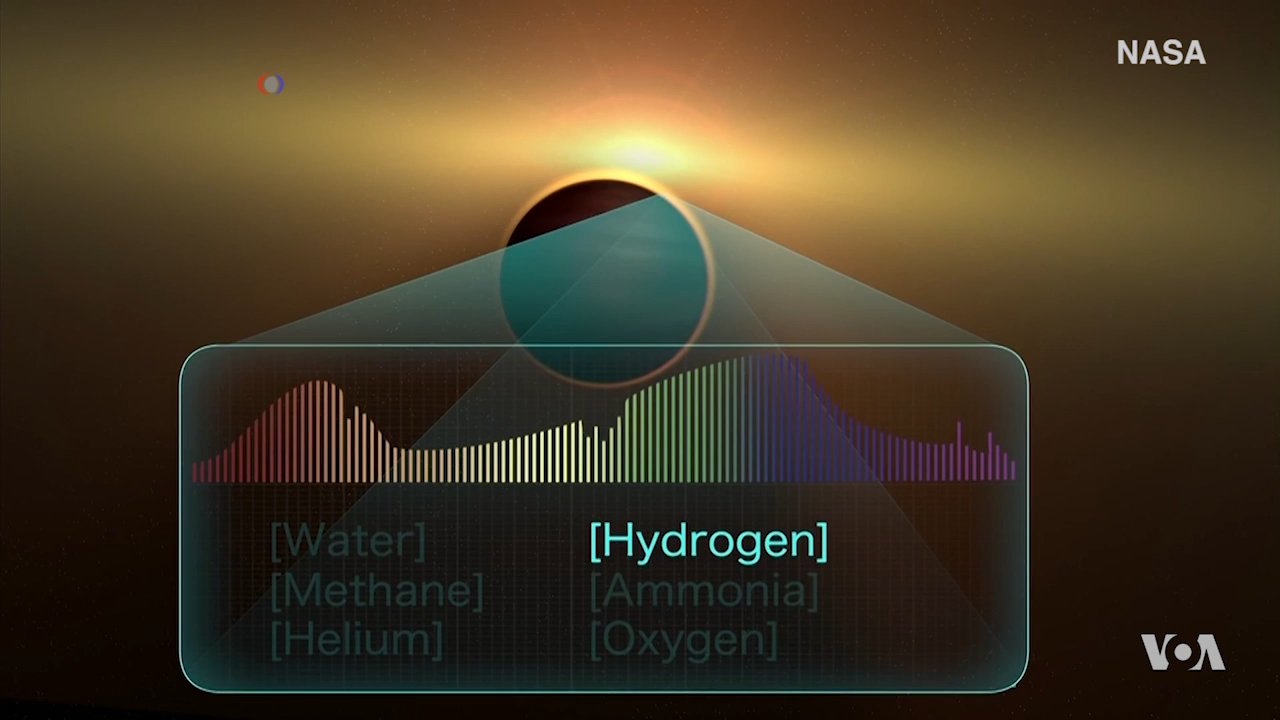 NASA
[Water] [Hydrogen]
[Methane] [Ammonia]
[Helium] [Oxygen]
VOA